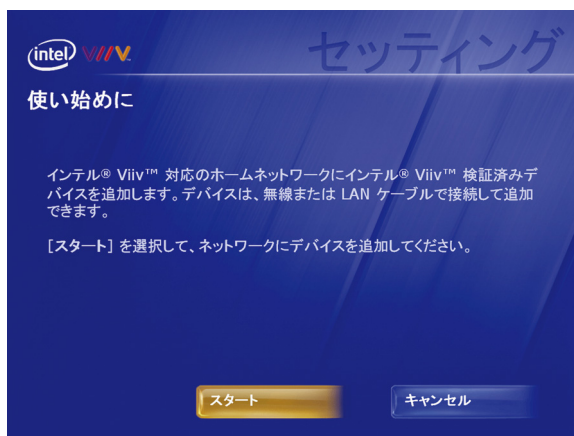 intel VIIV™
セッティング
使い始めに
インテル® Viiv™ 対応のホームネットワークにインテル® Viiv™ 検証済みデ
バイスを追加します。デバイスは、無線または LAN ケーブルで接続して追加
できます。
[スタート] を選択して、ネットワークにデバイスを追加してください。
スタート
キャンセル